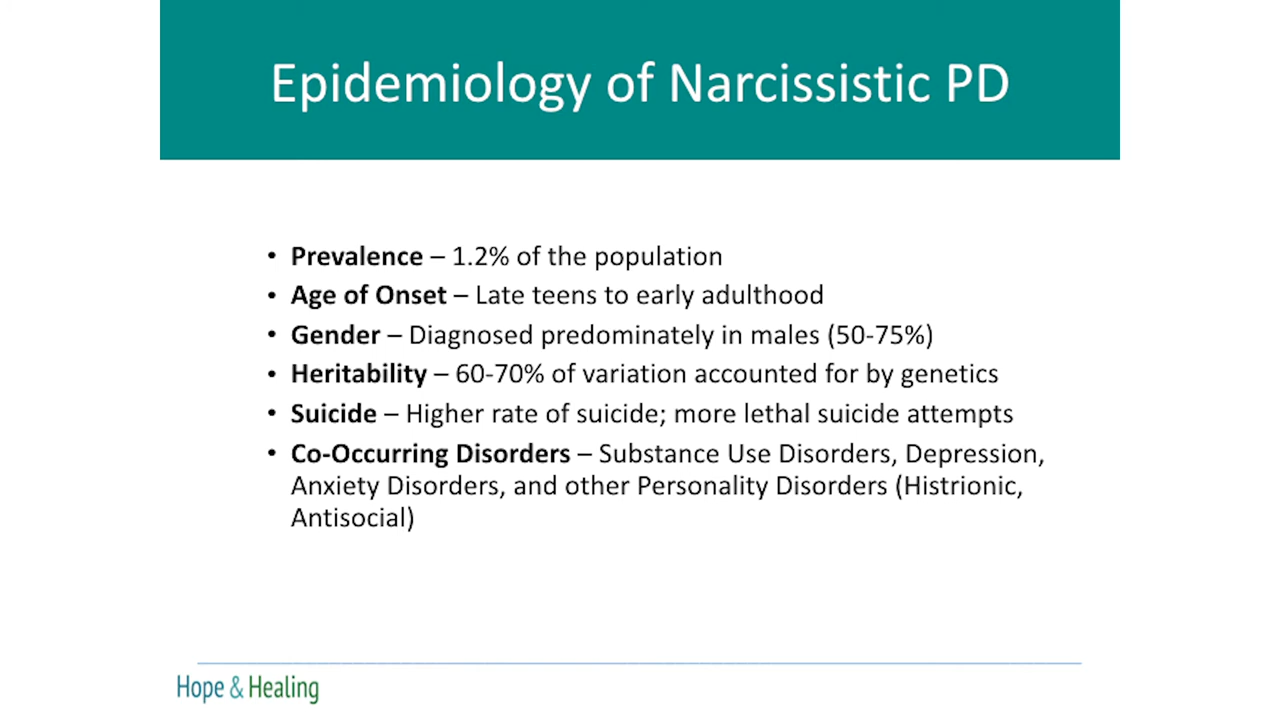 Epidemiology of Narcissistic PD
• Prevalence – 1.2% of the population
• Age of Onset – Late teens to early adulthood
• Gender – Diagnosed predominately in males (50-75%)
• Heritability – 60-70% of variation accounted for by genetics
• Suicide – Higher rate of suicide; more lethal suicide attempts
• Co-Occurring Disorders – Substance Use Disorders, Depression,
Anxiety Disorders, and other Personality Disorders (Histrionic,
Antisocial)
Hope & Healing